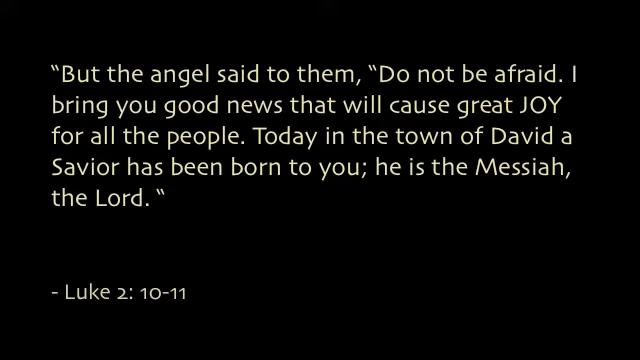 “But the angel said to them, “Do not be afraid. I
bring you good news that will cause great JOY
for all the people. Today in the town of David a
Savior has been born to you; he is the Messiah,
the Lord. “
- Luke 2: 10-11